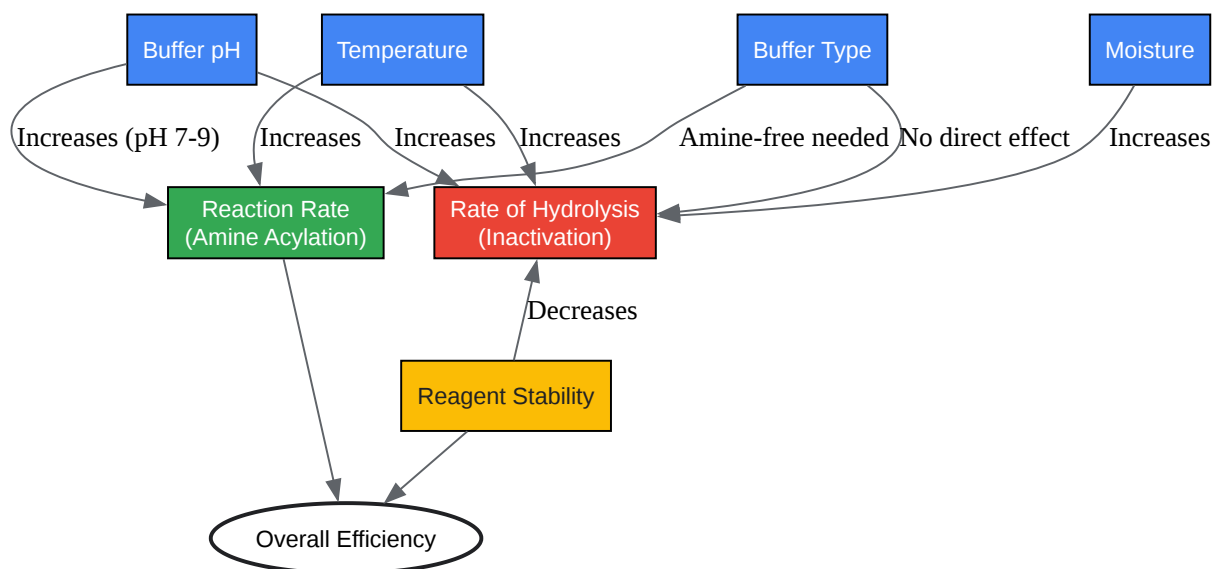 Buffer pH
Temperature
Buffer Type
Moisture
Increases (pH 7-9)
Increases
Increases
Increases
Amine-free needed
No direct effect
Increases
Reaction Rate
(Amine Acylation)
Rate of Hydrolysis
(Inactivation)
Decreases
Reagent Stability
Overall Efficiency